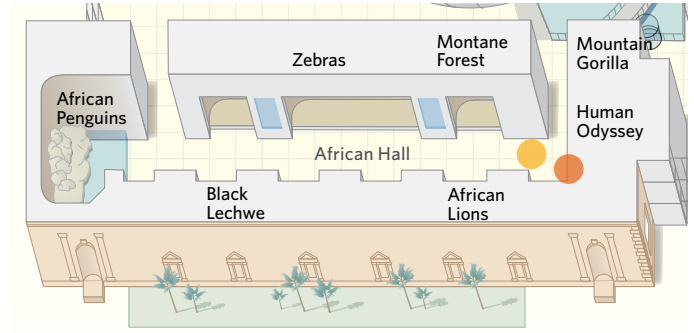 Zebras
Montane
Forest
Mountain
Gorilla
African
Penguins
Human
Odyssey
African Hall
Black
Lechwe
African
Lions